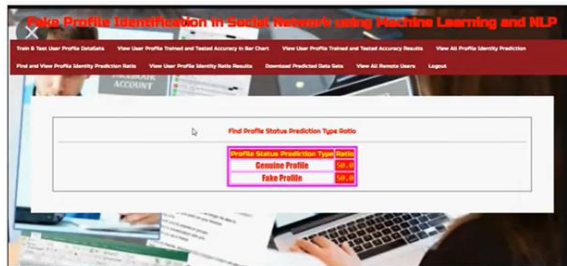 Fake Profile Identification in Social Network using Machine Learning and NLP
Train & Test User Profile DataSets View User Profile Trained and Tested Accuracy in Bar Chart View User Profile Trained and Tested Accuracy Results View All Profile Identity Prediction
Find and View Profile Identity Prediction Ratio View User Profile Identity Ratio Results Download Predicted Data Sets View All Remote Users Logout
ACCOUNT
Find Profile Status Prediction Type Ratio
Profile Status Prediction Type Ratio
Genuine Profile 50.0
Fake Profile 50.0